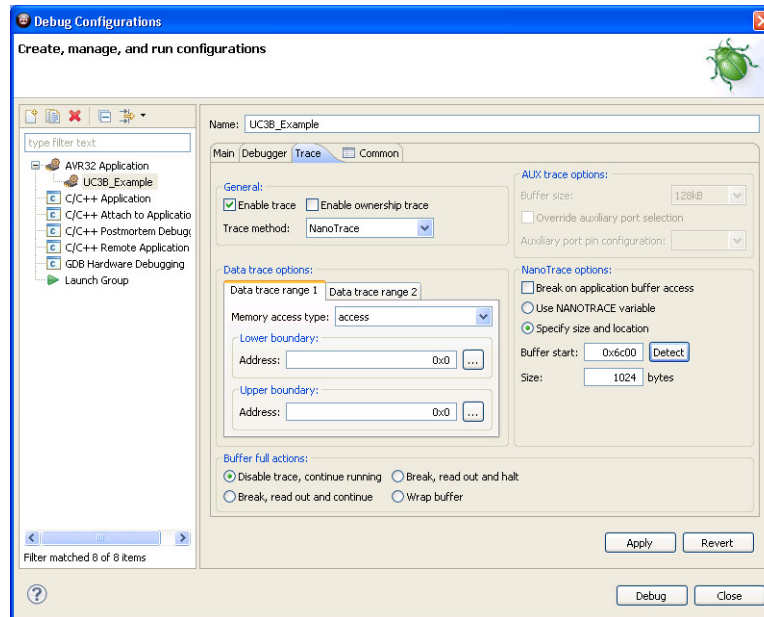 Debug Configurations
Create, manage, and run configurations
type filter text
AVR32 Application
UC3B_Example
C/C++ Application
C/C++ Attach to Applicatio
C/C++ Postmortem Debugg
C/C++ Remote Application
GDB Hardware Debugging
Launch Group
Filter matched 8 of 8 items
Name: UC3B_Example
Main Debugger Trace Common
General:
Enable trace Enable ownership trace
Trace method: NanoTrace
AUX trace options:
Buffer size: 128kB
Override auxiliary port selection
Auxiliary port pin configuration:
Data trace options:
Data trace range 1 Data trace range 2
Memory access type: access
Lower boundary:
Address: 0x0 ...
Upper boundary:
Address: 0x0 ...
NanoTrace options:
Break on application buffer access
Use NANOTRACE variable
Specify size and location
Buffer start: 0x6c00 Detect
Size: 1024 bytes
Buffer full actions:
Disable trace, continue running Break, read out and halt
Break, read out and continue Wrap buffer
Apply Revert
? Debug Close